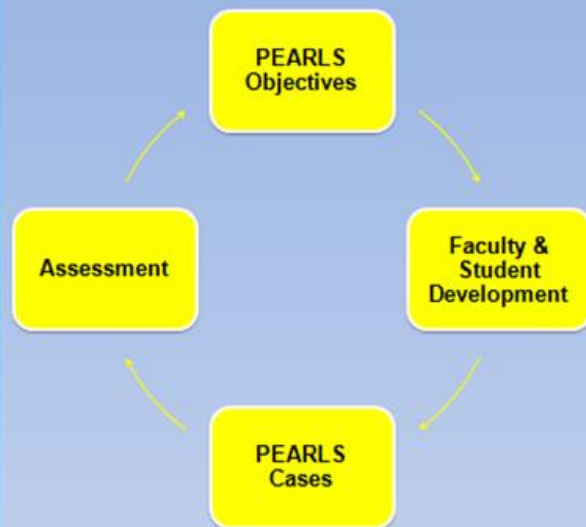 PEARLS
Objectives
Assessment
Faculty &
Student
Development
PEARLS
Cases